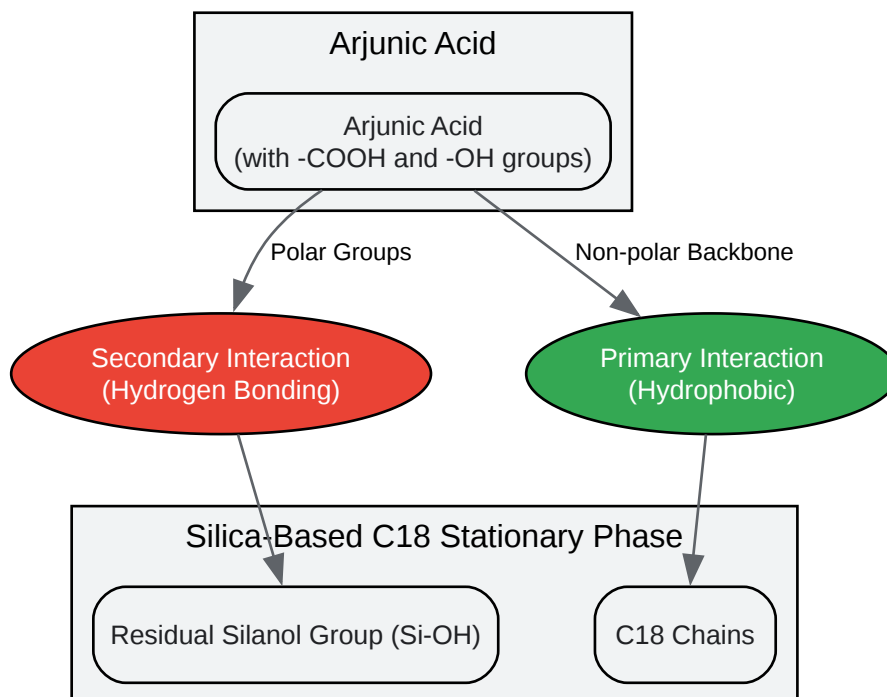 Arjunic Acid
Arjunic Acid
(with -COOH and -OH groups)
Polar Groups
Non-polar Backbone
Secondary Interaction
(Hydrogen Bonding)
Primary Interaction
(Hydrophobic)
Silica-Based C18 Stationary Phase
Residual Silanol Group (Si-OH)
C18 Chains